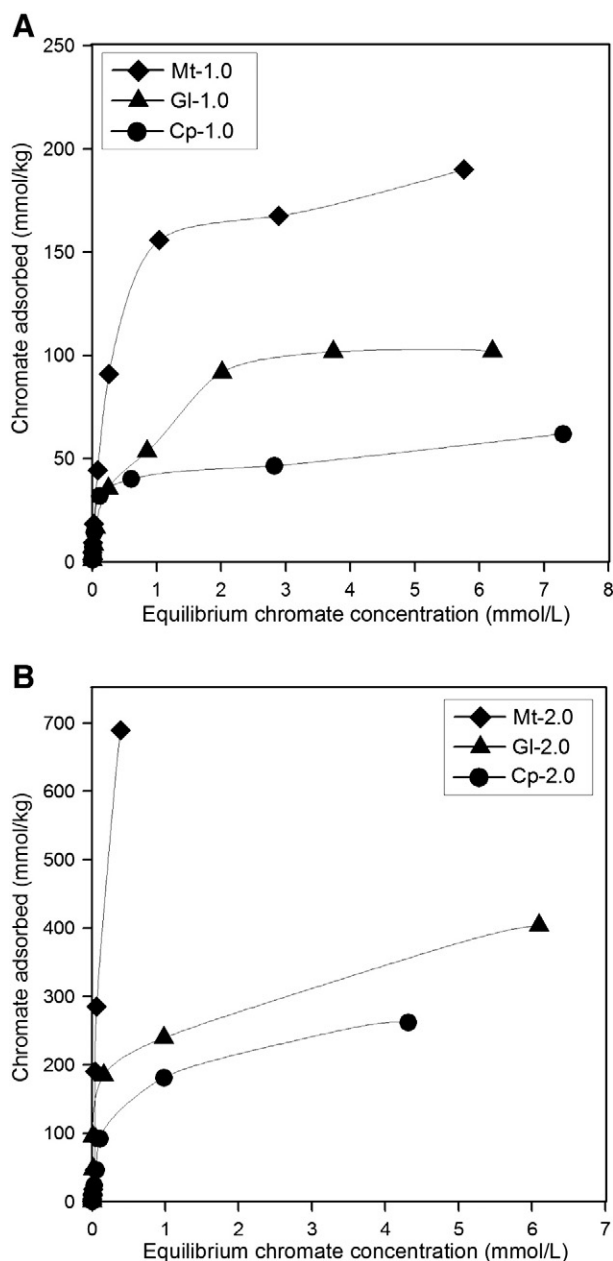 A
250
200
150
100
50
0
Chromate adsorbed (mmol/kg)
Mt-1.0
Gl-1.0
Cp-1.0
0 1 2 3 4 5 6 7 8
Equilibrium chromate concentration (mmol/L)
B
700
600
500
400
300
200
100
0
Chromate adsorbed (mmol/kg)
Mt-2.0
Gl-2.0
Cp-2.0
0 1 2 3 4 5 6 7
Equilibrium chromate concentration (mmol/L)